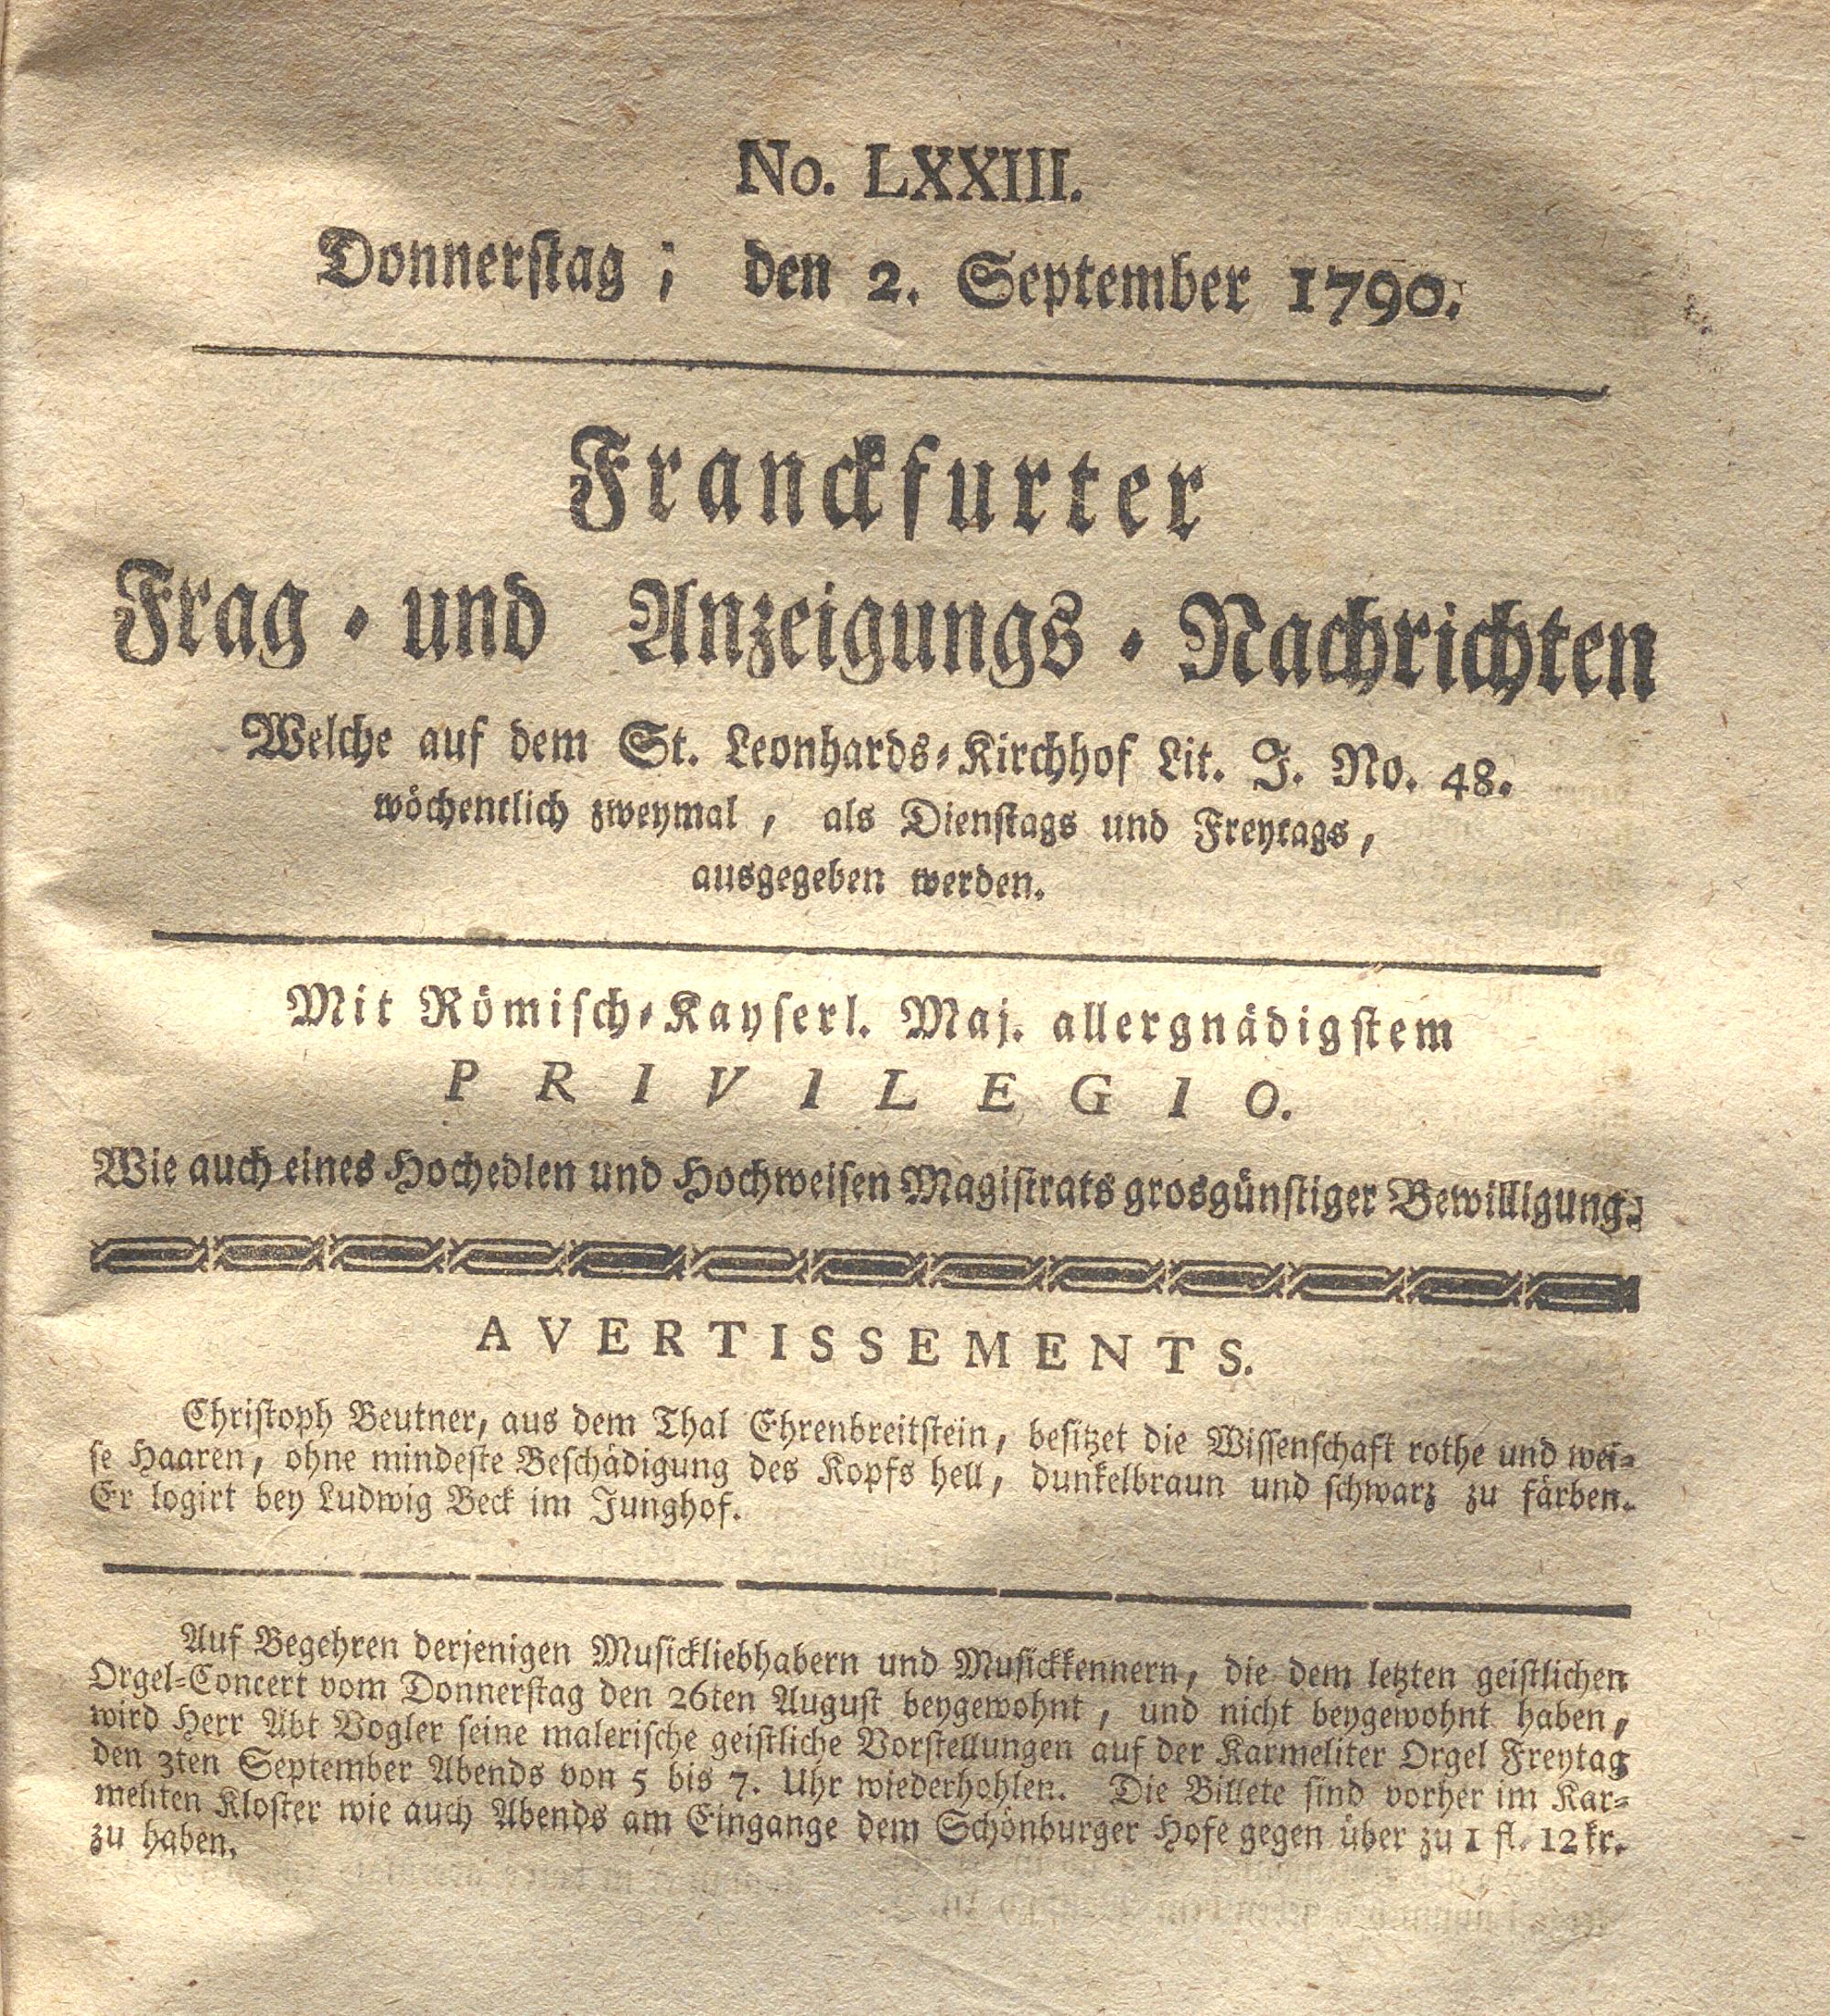 No. LXXIII.
Donnerstag; den 2. September 1790.
Franckfurter
Frag- und Anzeigungs-Nachrichten
Welche auf dem St. Leonhards-Kirchhof Lit. J. No. 48.
wöchentlich zweymal, als Dienstags und Freytags,
ausgegeben werden.
Mit Römisch-Kayserl. Maj. allergnädigstem
PRIVILEGIO.
Wie auch eines Hochedlen und Hochweisen Magistrats grosgünstiger Bewilligung.
AVERTISSEMENTS.
Christoph Beutner, aus dem Thal Ehrenbreitstein, besitzet die Wissenschaft rothe und wei-
se Haaren, ohne mindeste Beschädigung des Kopfs hell, dunkelbraun und schwarz zu färben.
Er logirt bey Ludwig Beck im Junghof.
Auf Begehren derjenigen Musickliebhabern und Musickkennern, die dem letzten geistlichen
Orgel-Concert vom Donnerstag den 26ten August beygewohnt, und nicht beygewohnt haben,
wird Herr Abt Vogler seine malerische geistliche Vorstellungen auf der Karmeliter Orgel Freytag
den 3ten September Abends von 5 bis 7. Uhr wiederhohlen. Die Billete sind vorher im Kar-
meliten Kloster wie auch Abends am Eingange dem Schönburger Hofe gegen über zu 1 fl. 12 kr.
zu haben.